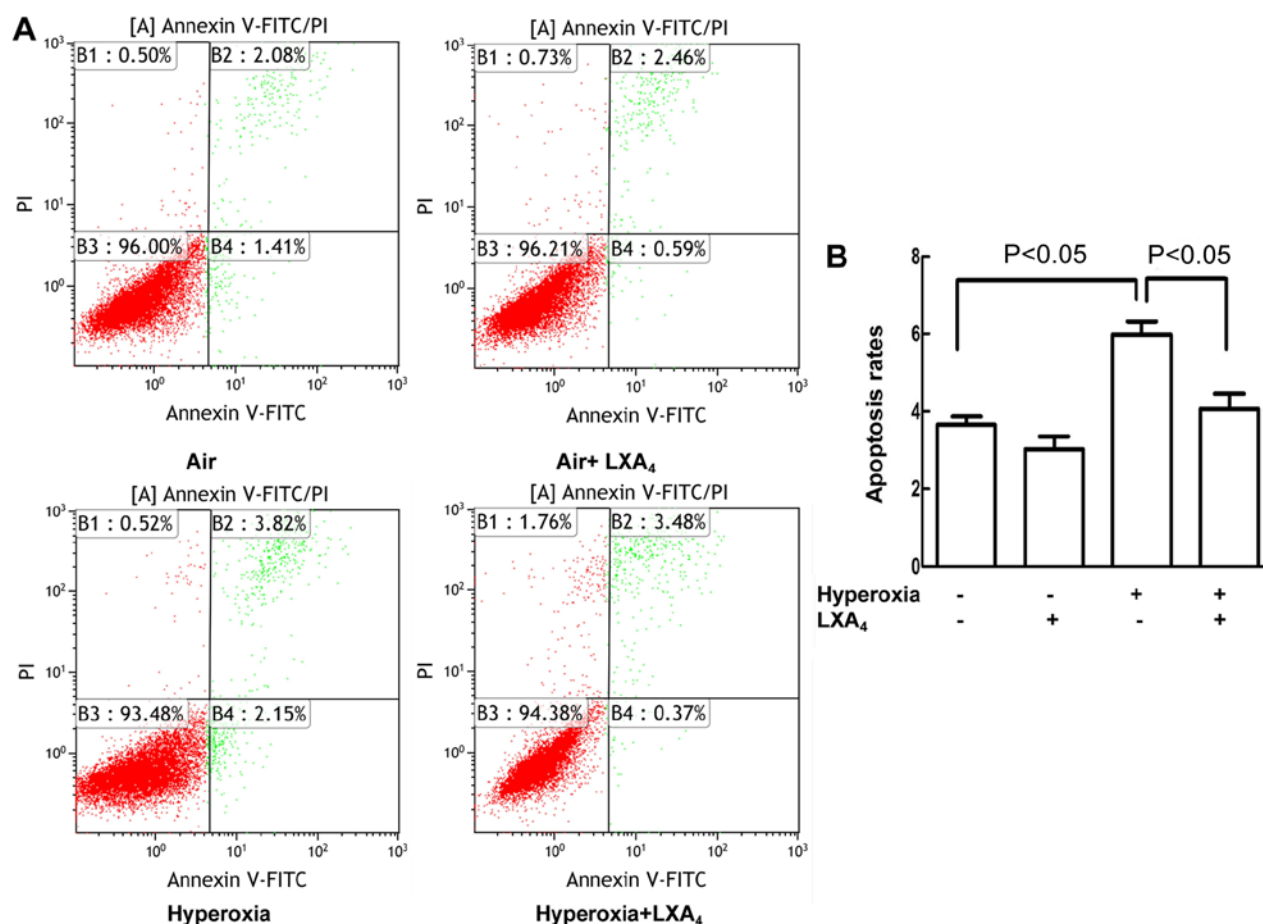 A
[A] Annexin V-FITC/PI
B1 : 0.50%
B2 : 2.08%
B3 : 96.00%
B4 : 1.41%
10³
10²
10¹
10⁰
PI
10⁰ 10¹ 10² 10³
Annexin V-FITC
Air
[A] Annexin V-FITC/PI
B1 : 0.73%
B2 : 2.46%
B3 : 96.21%
B4 : 0.59%
10³
10²
10¹
10⁰
PI
10⁰ 10¹ 10² 10³
Annexin V-FITC
Air+ LXA₄
[A] Annexin V-FITC/PI
B1 : 0.52%
B2 : 3.82%
B3 : 93.48%
B4 : 2.15%
10³
10²
10¹
10⁰
PI
10⁰ 10¹ 10² 10³
Annexin V-FITC
Hyperoxia
[A] Annexin V-FITC/PI
B1 : 1.76%
B2 : 3.48%
B3 : 94.38%
B4 : 0.37%
10³
10²
10¹
10⁰
PI
10⁰ 10¹ 10² 10³
Annexin V-FITC
Hyperoxia+LXA₄
B
P<0.05 P<0.05
Apoptosis rates
8
6
4
2
0
Hyperoxia - - + +
LXA₄ - + - +